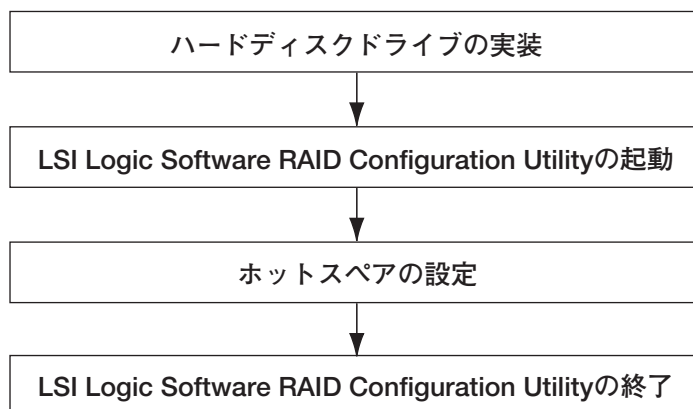 ハードディスクドライブの実装
LSI Logic Software RAID Configuration Utilityの起動
ホットスペアの設定
LSI Logic Software RAID Configuration Utilityの終了